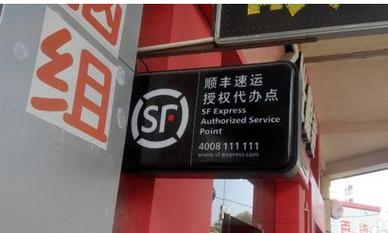 组
SF
顺丰速运
授权代办点
SF Express
Authorized Service
Point
4008 111 111
www.sf-express.com